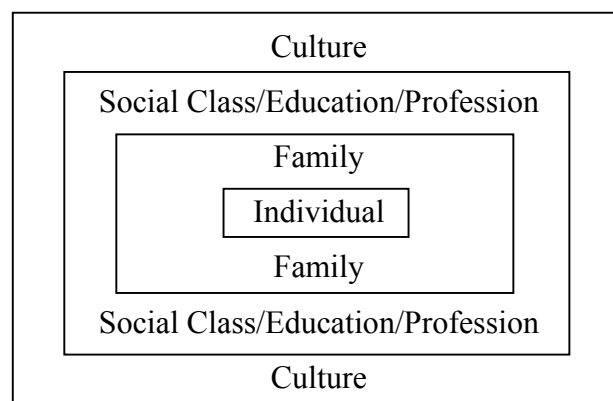 Culture
Social Class/Education/Profession
Family
Individual
Family
Social Class/Education/Profession
Culture